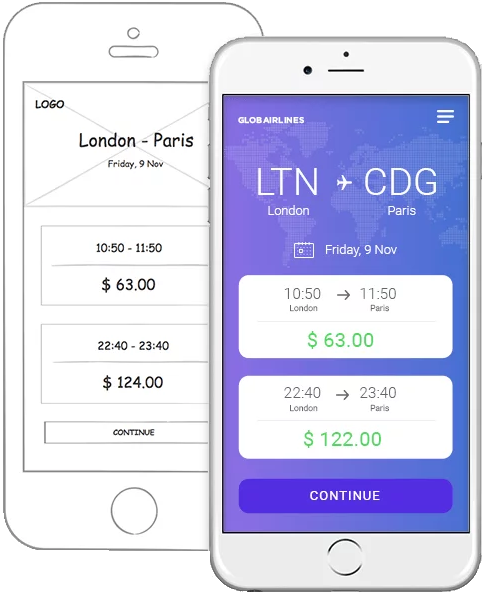 LOGO
London - Paris
Friday, 9 Nov
10:50 - 11:50
$ 63.00
22:40 - 23:40
$ 124.00
CONTINUE
GLOBAIRLINES
LTN CDG
London Paris
Friday, 9 Nov
10:50 11:50
London Paris
$ 63.00
22:40 23:40
London Paris
$ 122.00
CONTINUE